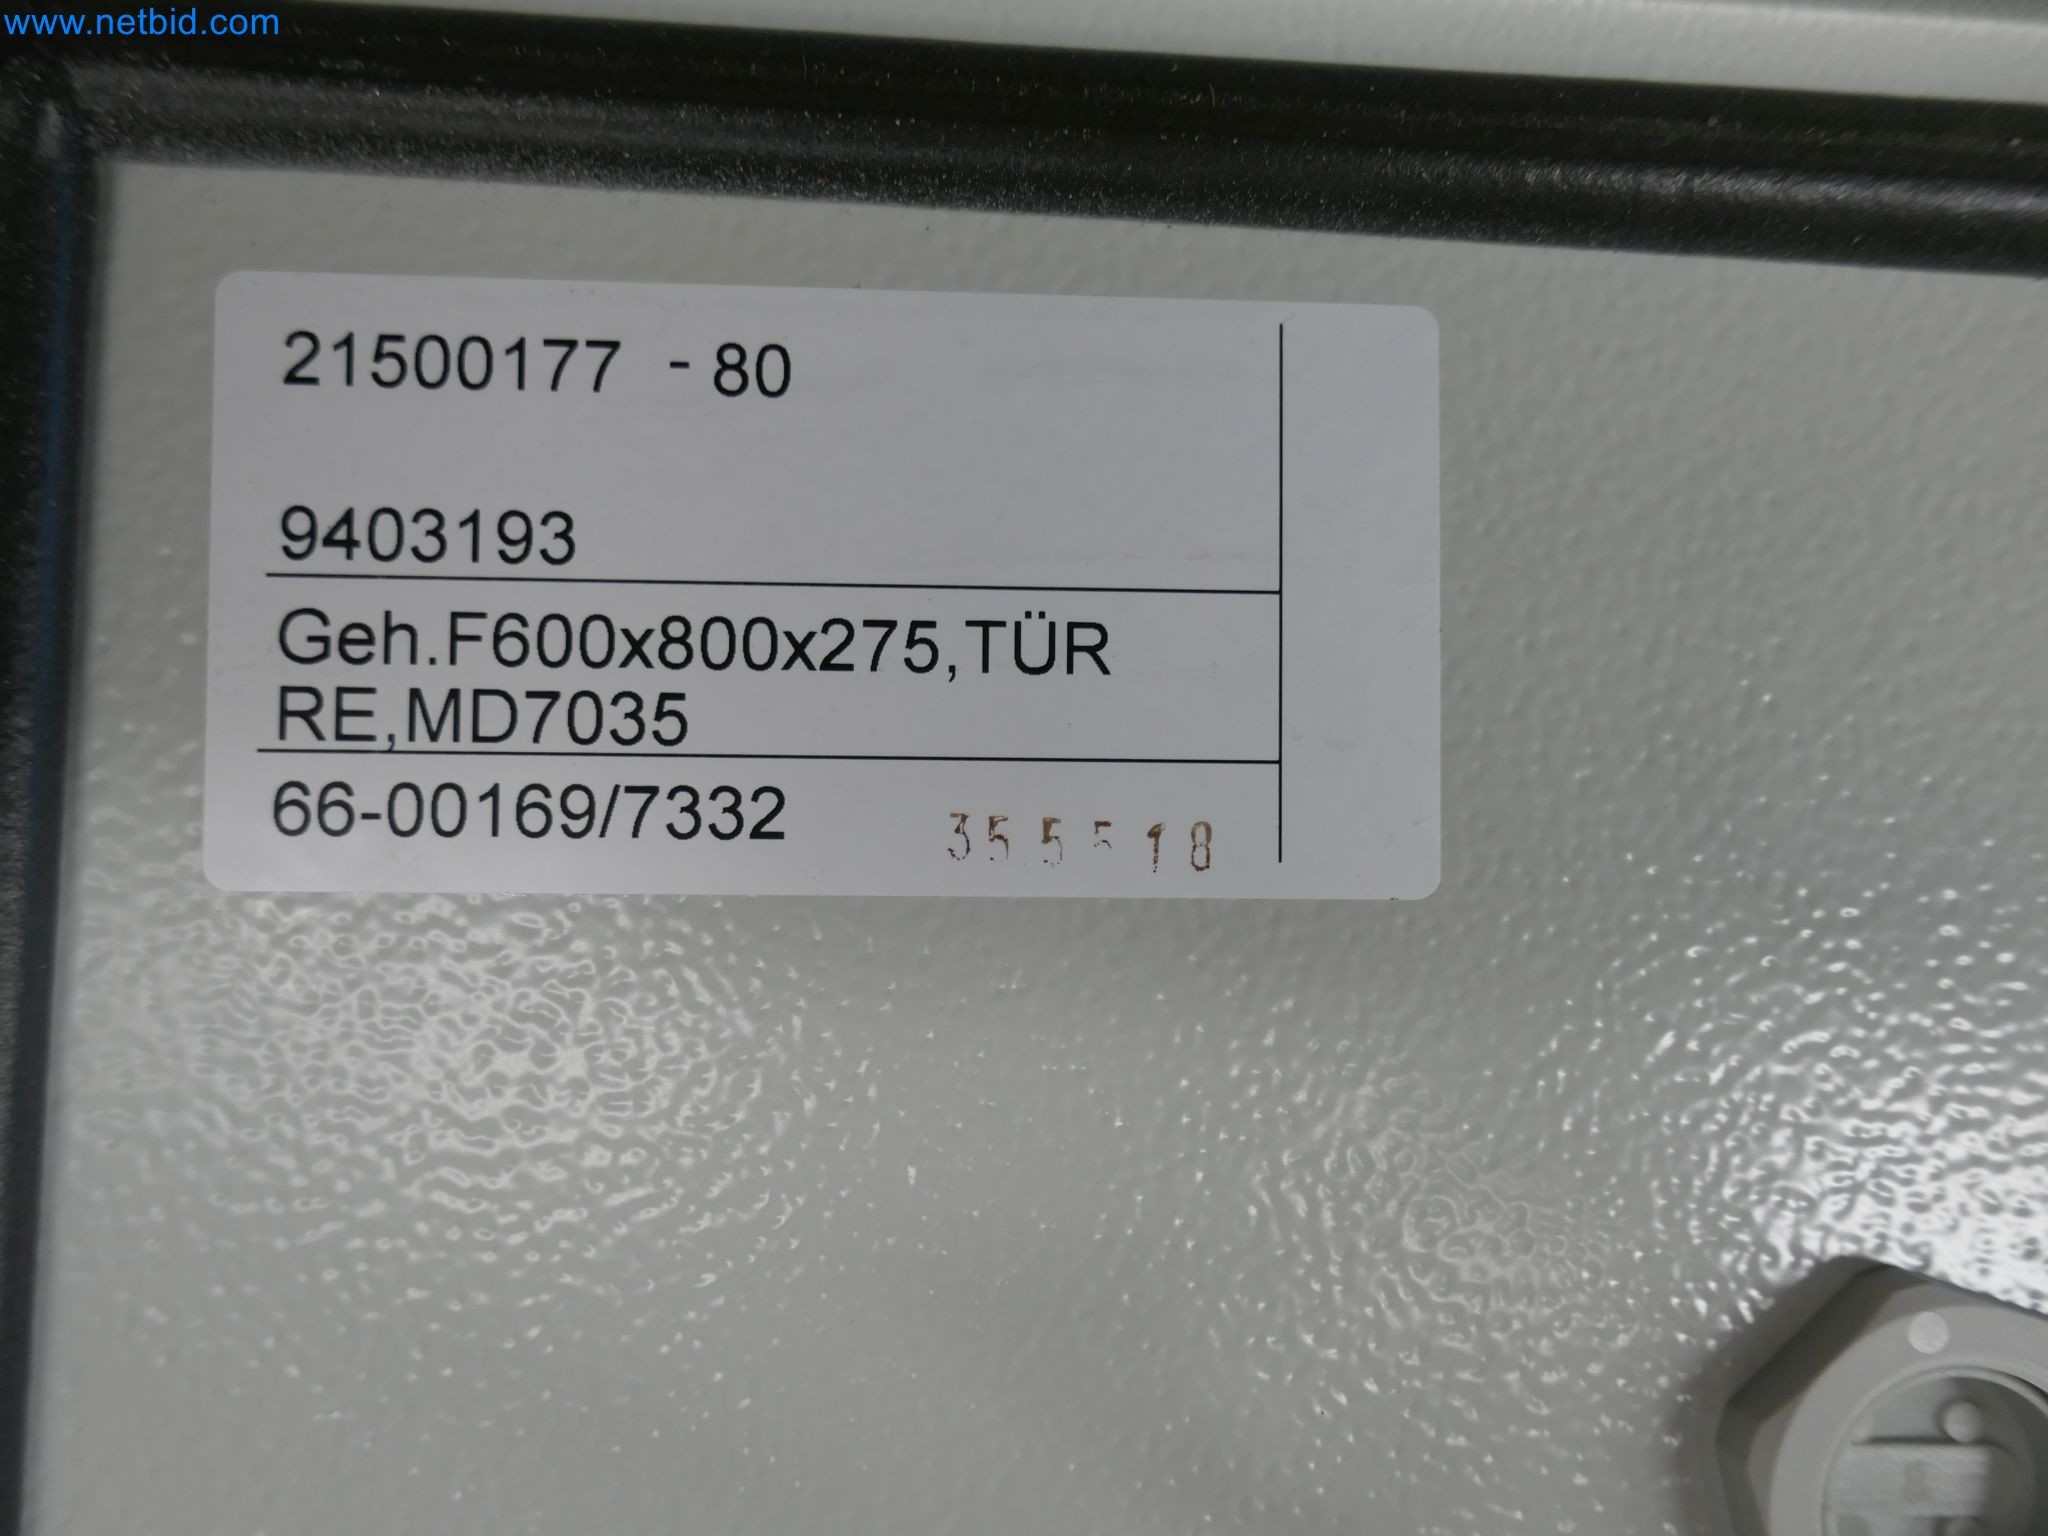 www.netbid.com
21500177 - 80
9403193
Geh.F600x800x275,TÜR
RE,MD7035
66-00169/7332 355518